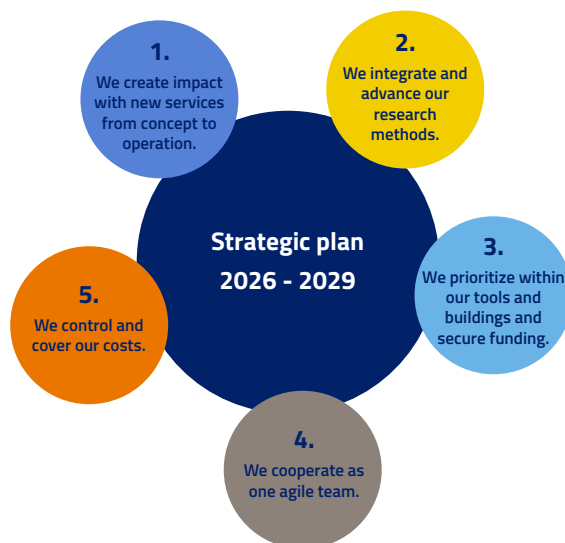 Strategic plan
2026 - 2029
1.
We create impact
with new services
from concept to
operation.
2.
We integrate and
advance our
research
methods.
3.
We prioritize within
our tools and
buildings and
secure funding.
4.
We cooperate as
one agile team.
5.
We control and
cover our costs.